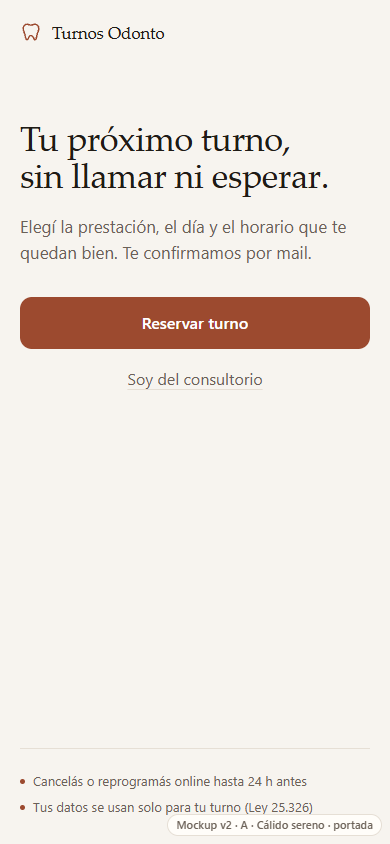 Turnos Odonto
Tu próximo turno,
sin llamar ni esperar.
Elegí la prestación, el día y el horario que te
quedan bien. Te confirmamos por mail.
Reservar turno
Soy del consultorio
Cancelás o reprogramás online hasta 24 h antes
Tus datos se usan solo para tu turno (Ley 25.326)
Mockup v2 · A · Cálido sereno · portada